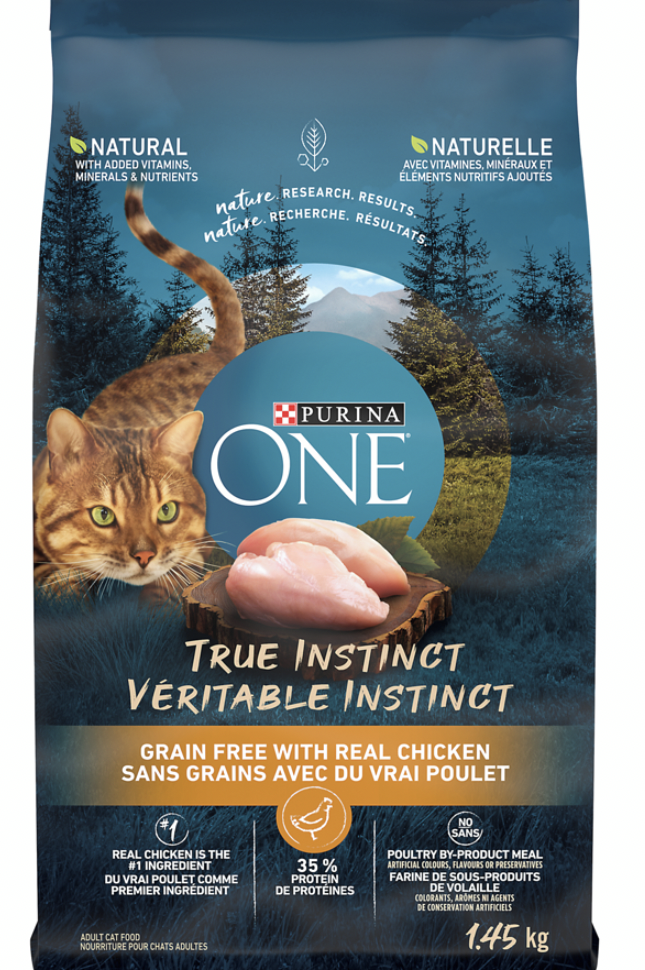 NATURAL
WITH ADDED VITAMINS,
MINERALS & NUTRIENTS
NATURELLE
AVEC VITAMINES, MINÉRAUX ET
ÉLÉMENTS NUTRITIFS AJOUTÉS
nature. RESEARCH. RESULTS.
nature. RECHERCHE. RÉSULTATS.
PURINA
ONE
TRUE INSTINCT
VÉRITABLE INSTINCT
GRAIN FREE WITH REAL CHICKEN
SANS GRAINS AVEC DU VRAI POULET
#1
REAL CHICKEN IS THE
#1 INGREDIENT
DU VRAI POULET COMME
PREMIER INGRÉDIENT
35 %
PROTEIN
DE PROTÉINES
NO
SANS
POULTRY BY-PRODUCT MEAL
ARTIFICIAL COLOURS, FLAVOURS OR PRESERVATIVES
FARINE DE SOUS-PRODUITS
DE VOLAILLE
COLORANTS, ARÔMES NI AGENTS
DE CONSERVATION ARTIFICIELS
ADULT CAT FOOD
NOURRITURE POUR CHATS ADULTES
1.45 kg